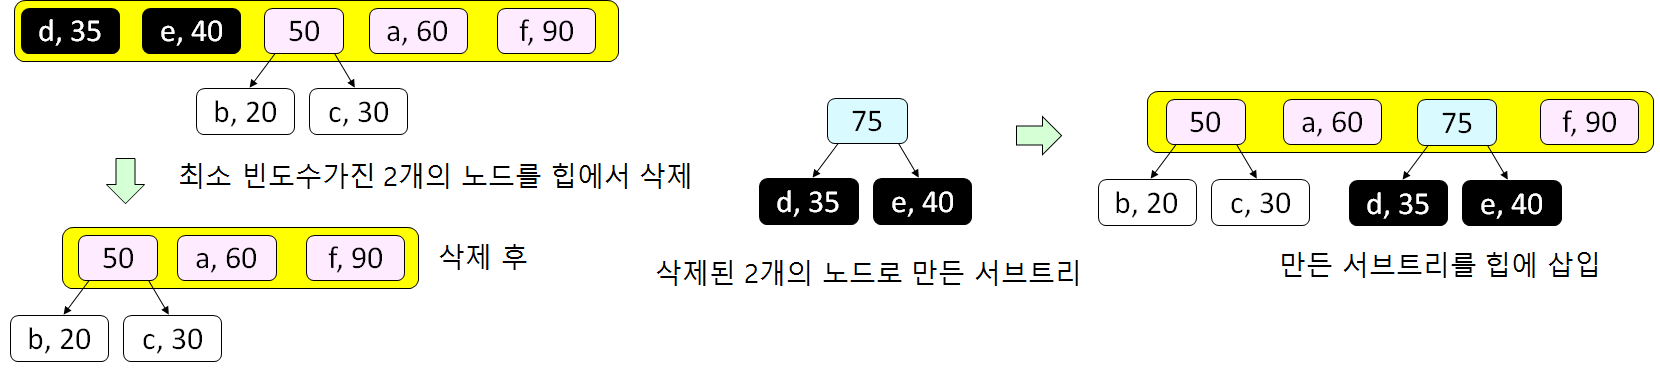 d, 35 e, 40 50 a, 60 f, 90
b, 20 c, 30
최소 빈도수가진 2개의 노드를 힙에서 삭제
50 a, 60 f, 90 삭제 후
b, 20 c, 30
75
d, 35 e, 40
삭제된 2개의 노드로 만든 서브트리
50 a, 60 75 f, 90
b, 20 c, 30 d, 35 e, 40
만든 서브트리를 힙에 삽입